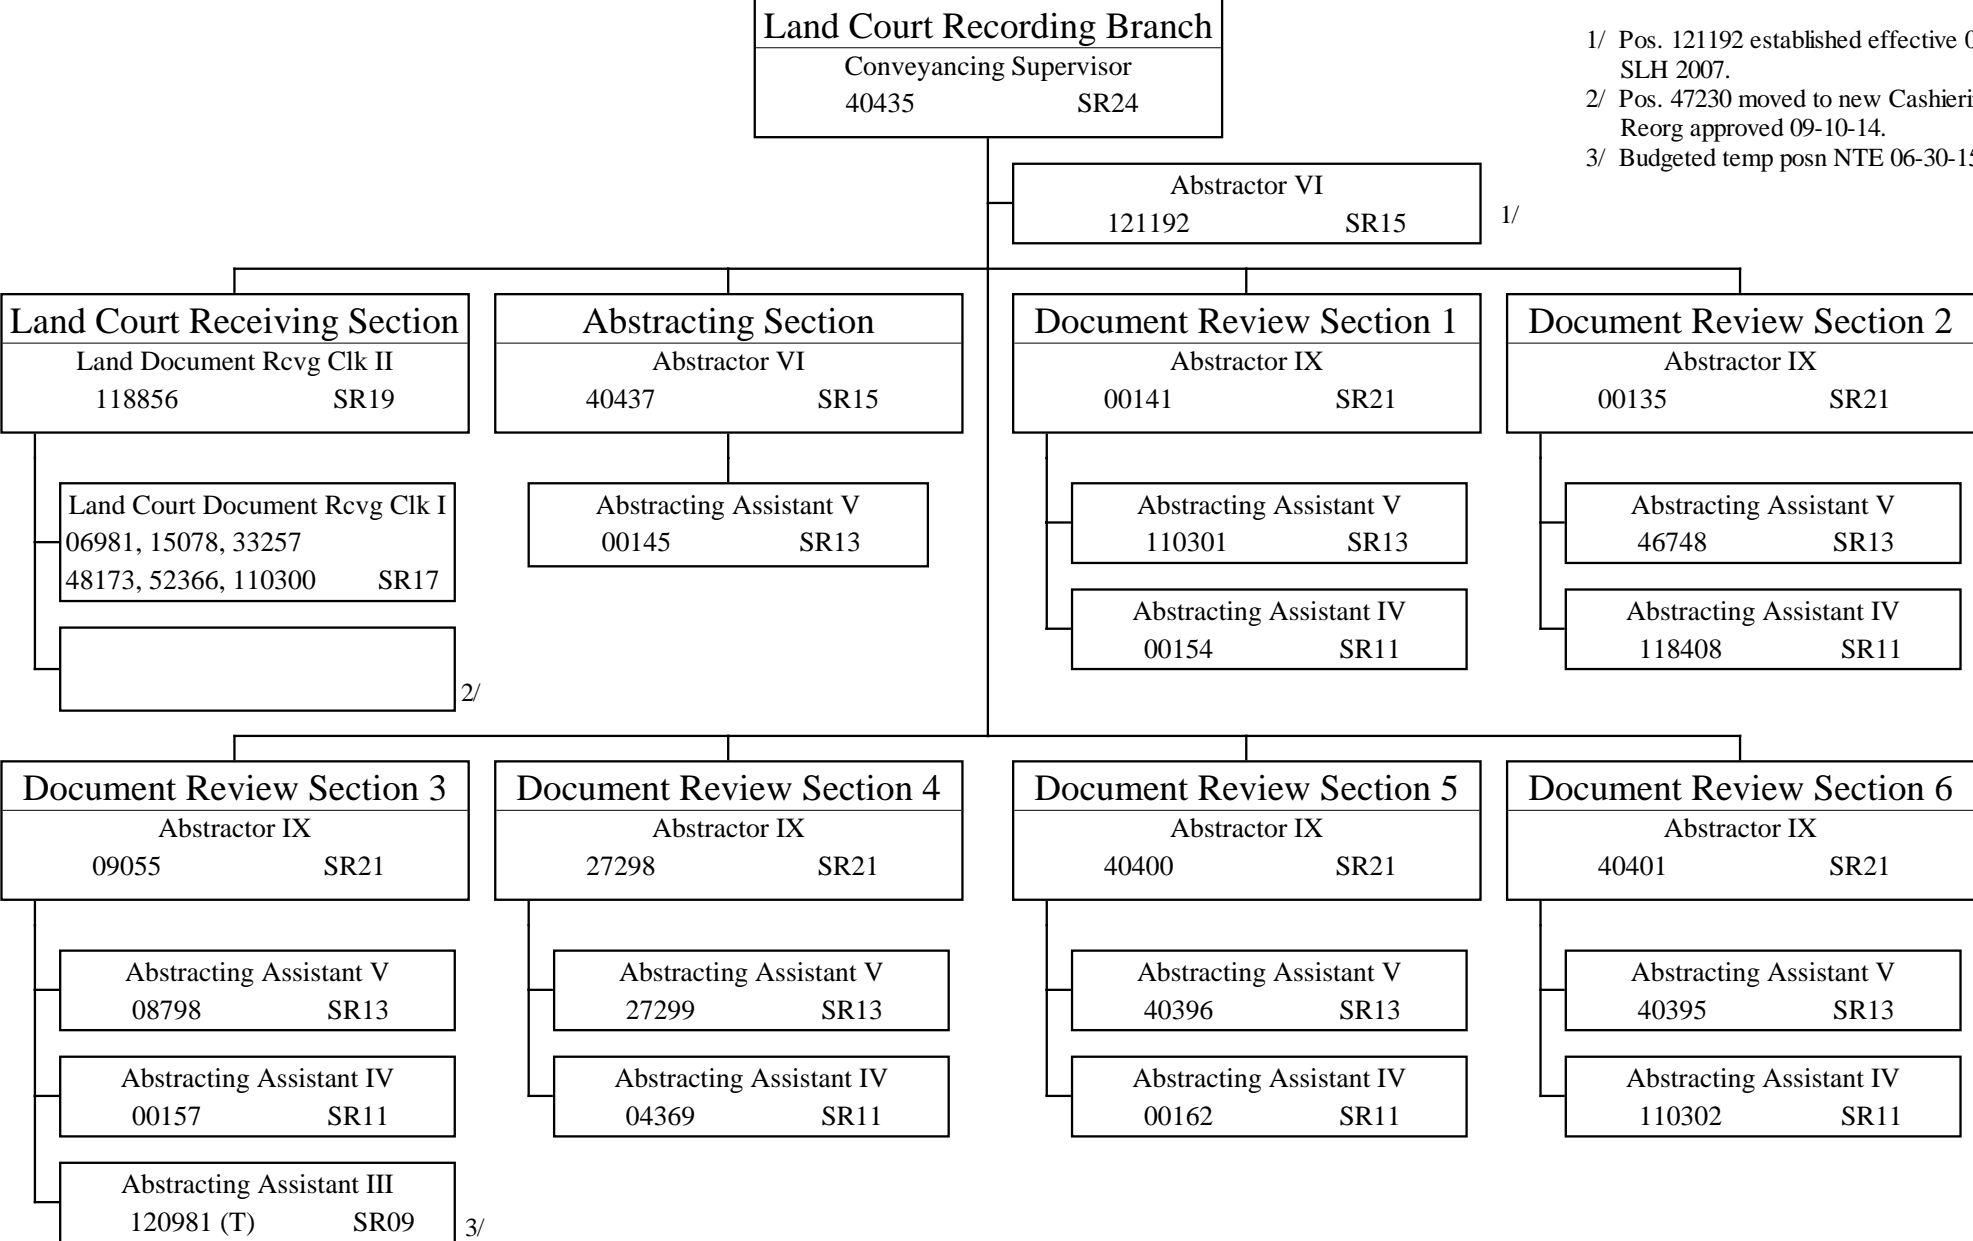 Land Court Recording Branch
Conveyancing Supervisor
40435 SR24
1/ Pos. 121192 established effective
SLH 2007.
2/ Pos. 47230 moved to new
Reorg approved 09-10-14.
3/ Budgeted temp posn NTE
Abstractor VI
121192 SR15
1/
Land Court Receiving Section
Land Document Rcvg Clk II
118856 SR19
Abstracting Section
Abstractor VI
40437 SR15
Document Review Section 1
Abstractor IX
00141 SR21
Document Review Section 2
Abstractor IX
00135 SR21
Land Court Document Rcvg Clk I
06981, 15078, 33257
48173, 52366, 110300 SR17
2/
Abstracting Assistant V
00145 SR13
Abstracting Assistant V
110301 SR13
Abstracting Assistant IV
00154 SR11
Abstracting Assistant V
46748 SR13
Abstracting Assistant IV
118408 SR11
Document Review Section 3
Abstractor IX
09055 SR21
Document Review Section 4
Abstractor IX
27298 SR21
Document Review Section 5
Abstractor IX
40400 SR21
Document Review Section 6
Abstractor IX
40401 SR21
Abstracting Assistant V
08798 SR13
Abstracting Assistant IV
00157 SR11
Abstracting Assistant III
120981 (T) SR09
3/
Abstracting Assistant V
27299 SR13
Abstracting Assistant IV
04369 SR11
Abstracting Assistant V
40396 SR13
Abstracting Assistant IV
00162 SR11
Abstracting Assistant V
40395 SR13
Abstracting Assistant IV
110302 SR11